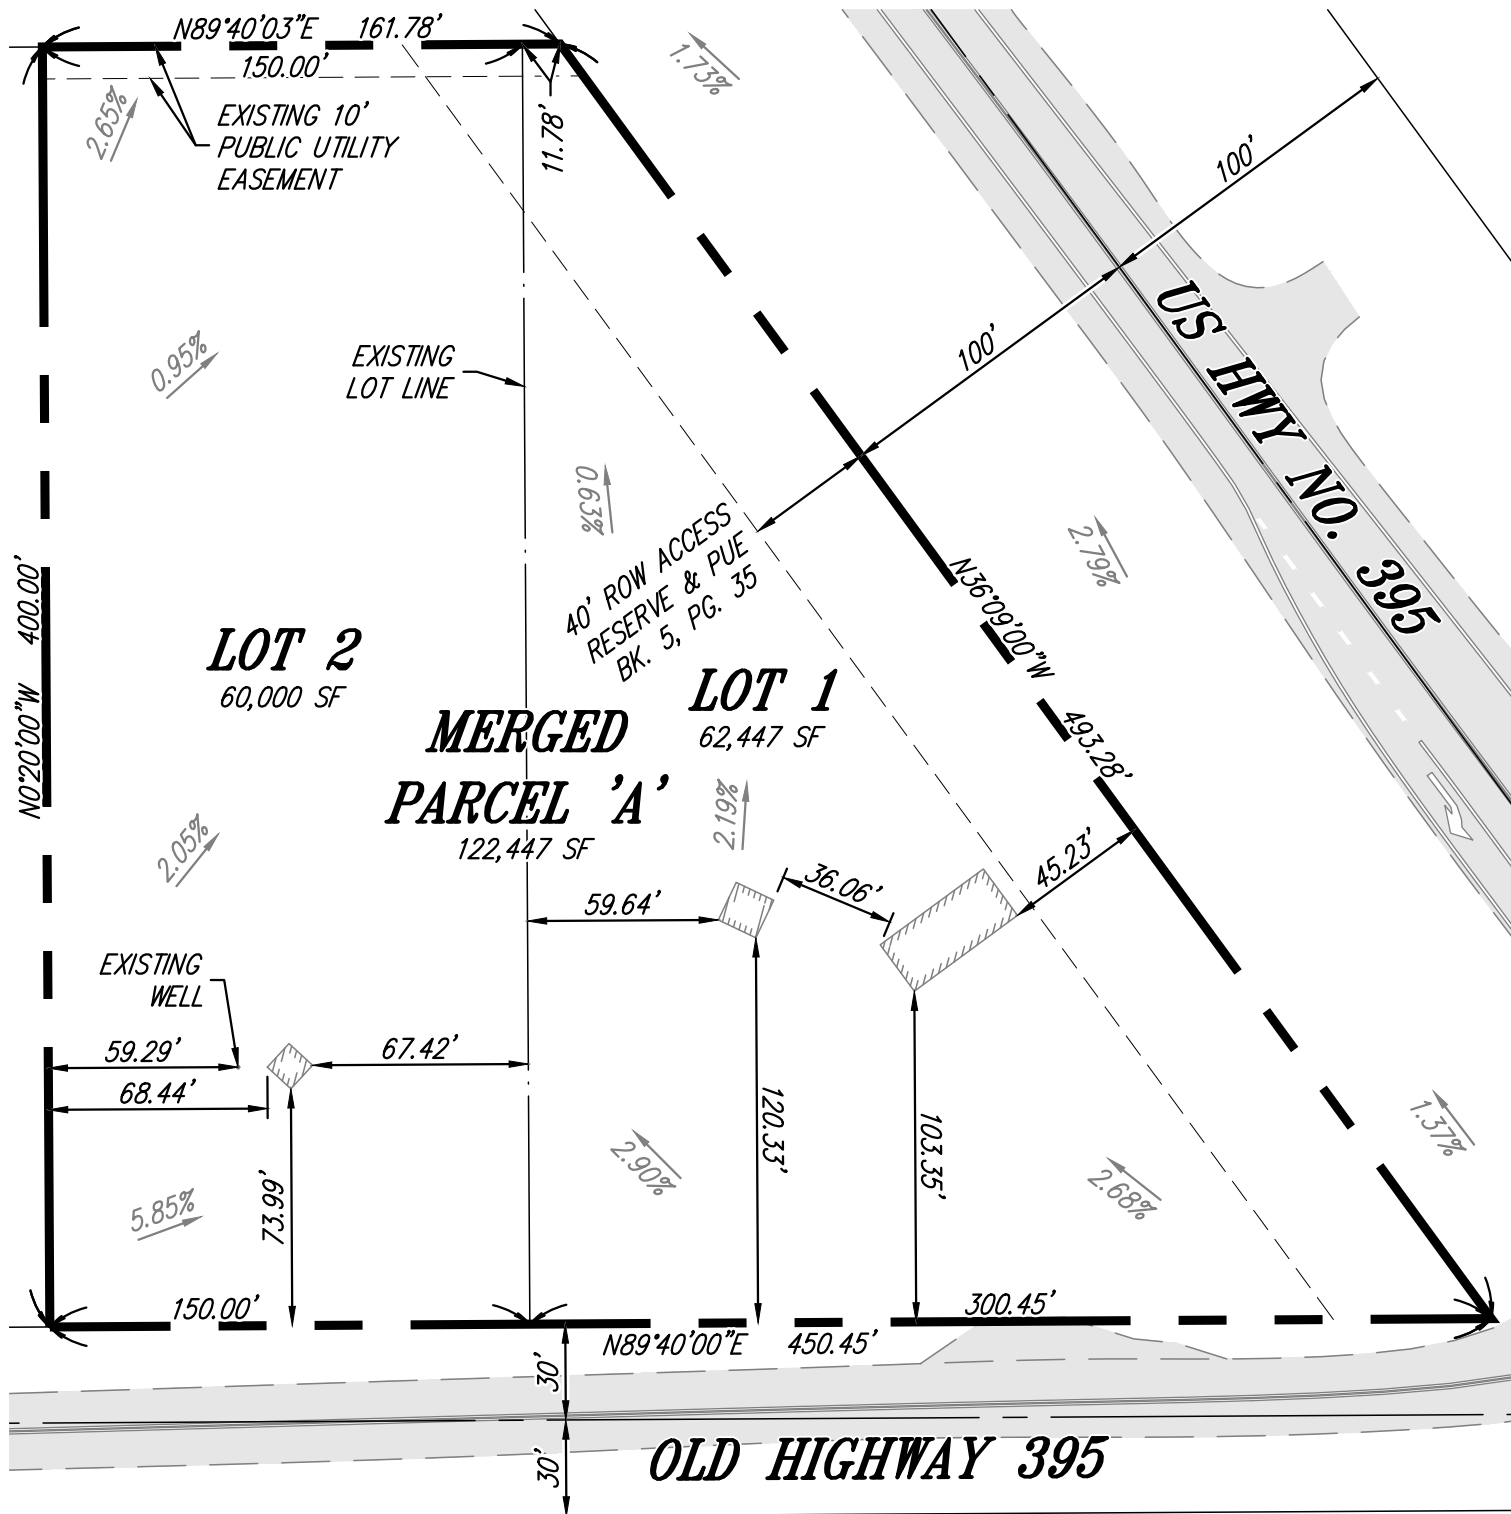 N89°40'03"E 161.78'
150.00'
11.78'
EXISTING 10'
PUBLIC UTILITY
EASEMENT
2.65%
1.73%
100'
100'
US HWY NO. 395
0.95%
EXISTING
LOT LINE
0.63%
40' ROW ACCESS
RESERVE & PUE
BK. 5, PG. 35
2.79%
N36°09'00"W 493.28'
N0°20'00"W 400.00'
LOT 2
60,000 SF
LOT 1
62,447 SF
MERGED
PARCEL 'A'
122,447 SF
2.19%
2.05%
59.64'
36.06'
45.23'
EXISTING
WELL
59.29'
67.42'
68.44'
73.99'
120.33'
103.35'
5.85%
2.90%
2.68%
1.37%
150.00'
300.45'
N89°40'00"E 450.45'
30'
30'
OLD HIGHWAY 395